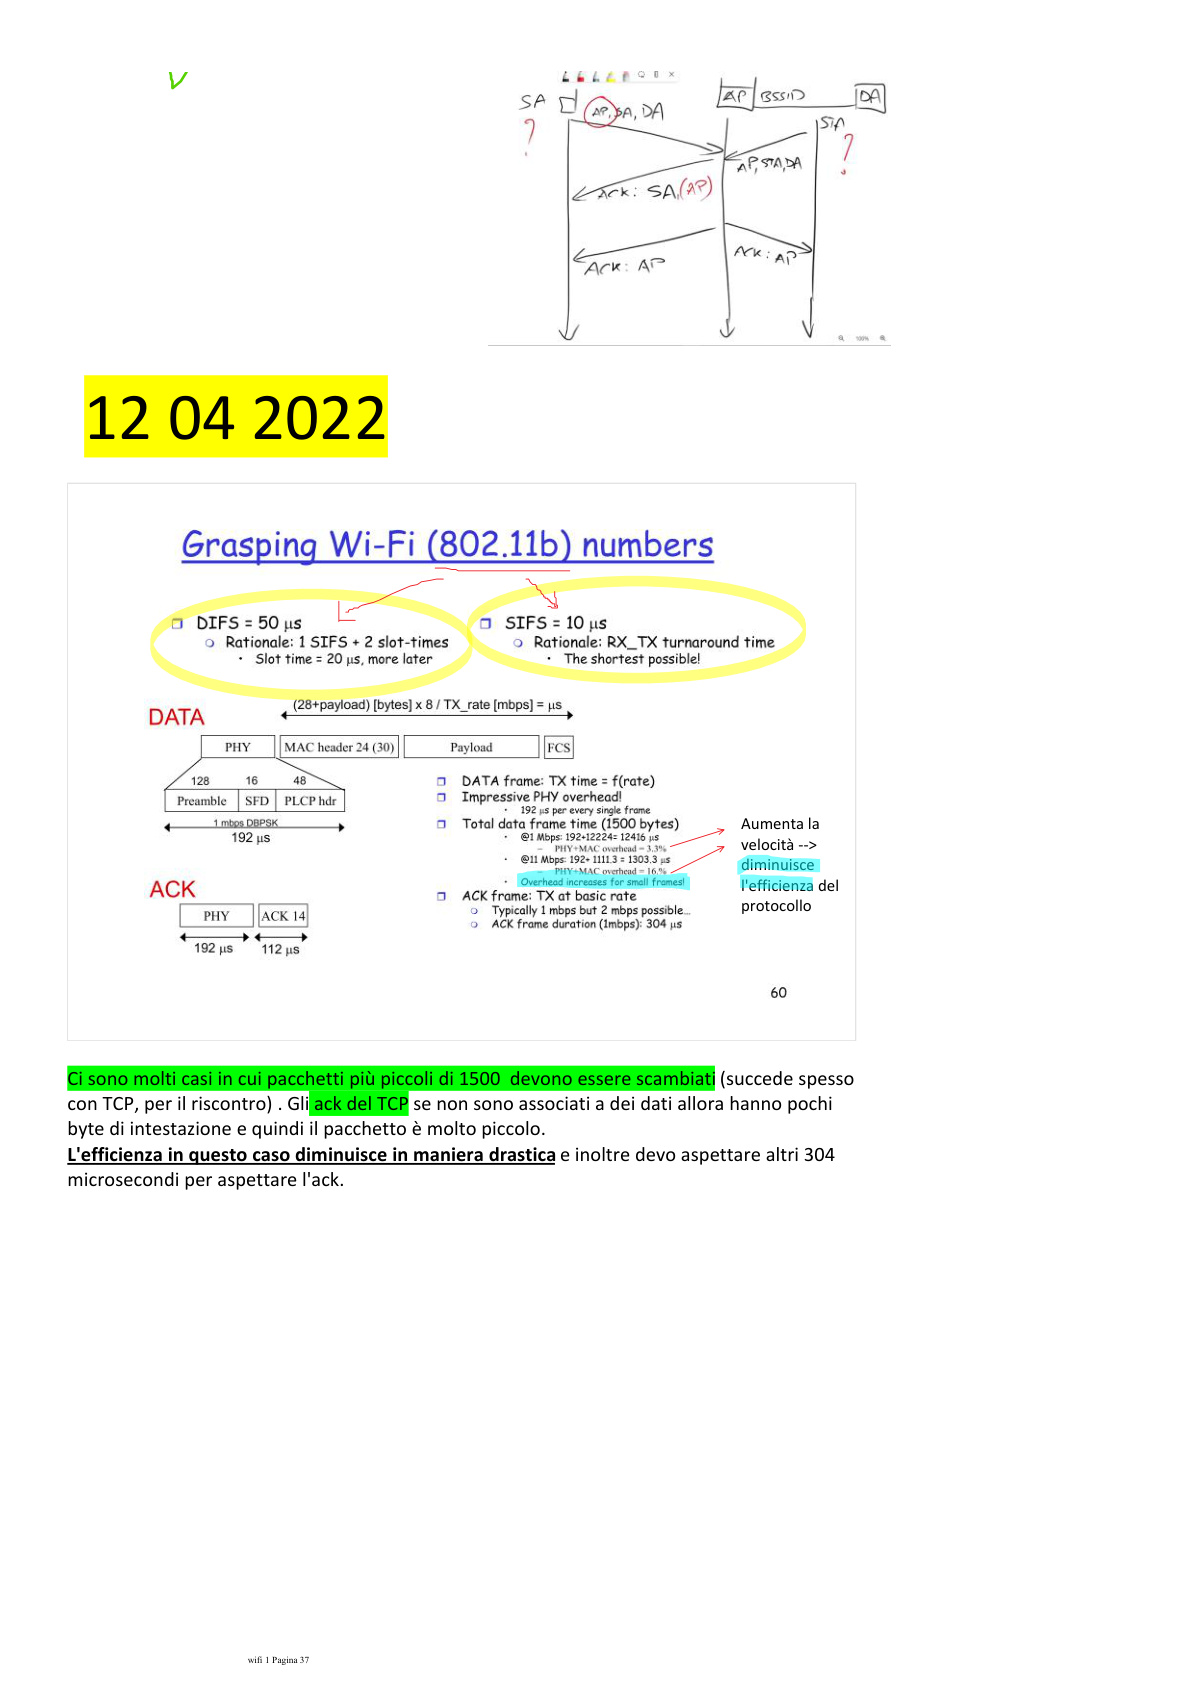 SA
AP, SA, DA
AP
BSSID
DA
?
STA
?
AP, STA, DA
Ack: SA, (AP)
Ack: AP
Ack: AP
100%
12 04 2022
Grasping Wi-Fi (802.11b) numbers
DIFS = 50 μs
Rationale: 1 SIFS + 2 slot-times
Slot time = 20 μs, more later
SIFS = 10 μs
Rationale: RX_TX turnaround time
The shortest possible!
(28+payload) [bytes] x 8 / TX_rate [mbps] = μs
DATA
PHY
MAC header 24 (30)
Payload
FCS
128 16 48
Preamble SFD PLCP hdr
1 mbps DBPSK
192 μs
DATA frame: TX time = f(rate)
Impressive PHY overhead!
192 μs per every single frame
Total data frame time (1500 bytes)
@1 Mbps: 192+12224= 12416 μs
PHY+MAC overhead = 3.3%
@11 Mbps: 192+ 1111.3 = 1303.3 μs
PHY+MAC overhead = 16.%
Overhead increases for small frames!
ACK frame: TX at basic rate
Typically 1 mbps but 2 mbps possible...
ACK frame duration (1mbps): 304 μs
Aumenta la
velocità -->
diminuisce
l'efficienza del
protocollo
ACK
PHY ACK 14
192 μs 112 μs
60
Ci sono molti casi in cui pacchetti più piccoli di 1500 devono essere scambiati (succede spesso
con TCP, per il riscontro) . Gli ack del TCP se non sono associati a dei dati allora hanno pochi
byte di intestazione e quindi il pacchetto è molto piccolo.
L'efficienza in questo caso diminuisce in maniera drastica e inoltre devo aspettare altri 304
microsecondi per aspettare l'ack.
wifi 1 Pagina 37